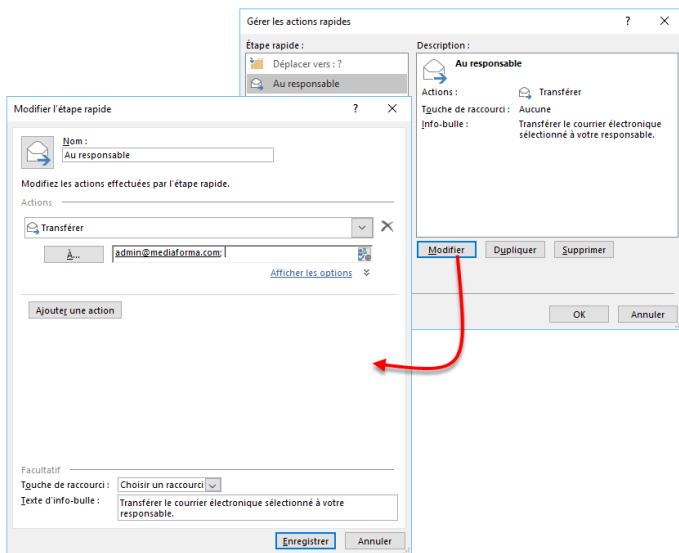 Gérer les actions rapides
?
Étape rapide :
Déplacer vers : ?
Au responsable
Description :
Au responsable
Actions :
Transférer
Touche de raccourci :
Aucune
Info-bulle :
Transférer le courrier électronique
sélectionné à votre responsable.
Modifier
Dupliquer
Supprimer
OK
Annuler
Modifier l'étape rapide
?
Nom :
Au responsable
Modifiez les actions effectuées par l'étape rapide.
Actions
Transférer
À...
admin@mediaforma.com;
Afficher les options
Ajouter une action
Facultatif
Touche de raccourci :
Choisir un raccourci
Texte d'info-bulle :
Transférer le courrier électronique sélectionné à votre
responsable.
Enregistrer
Annuler